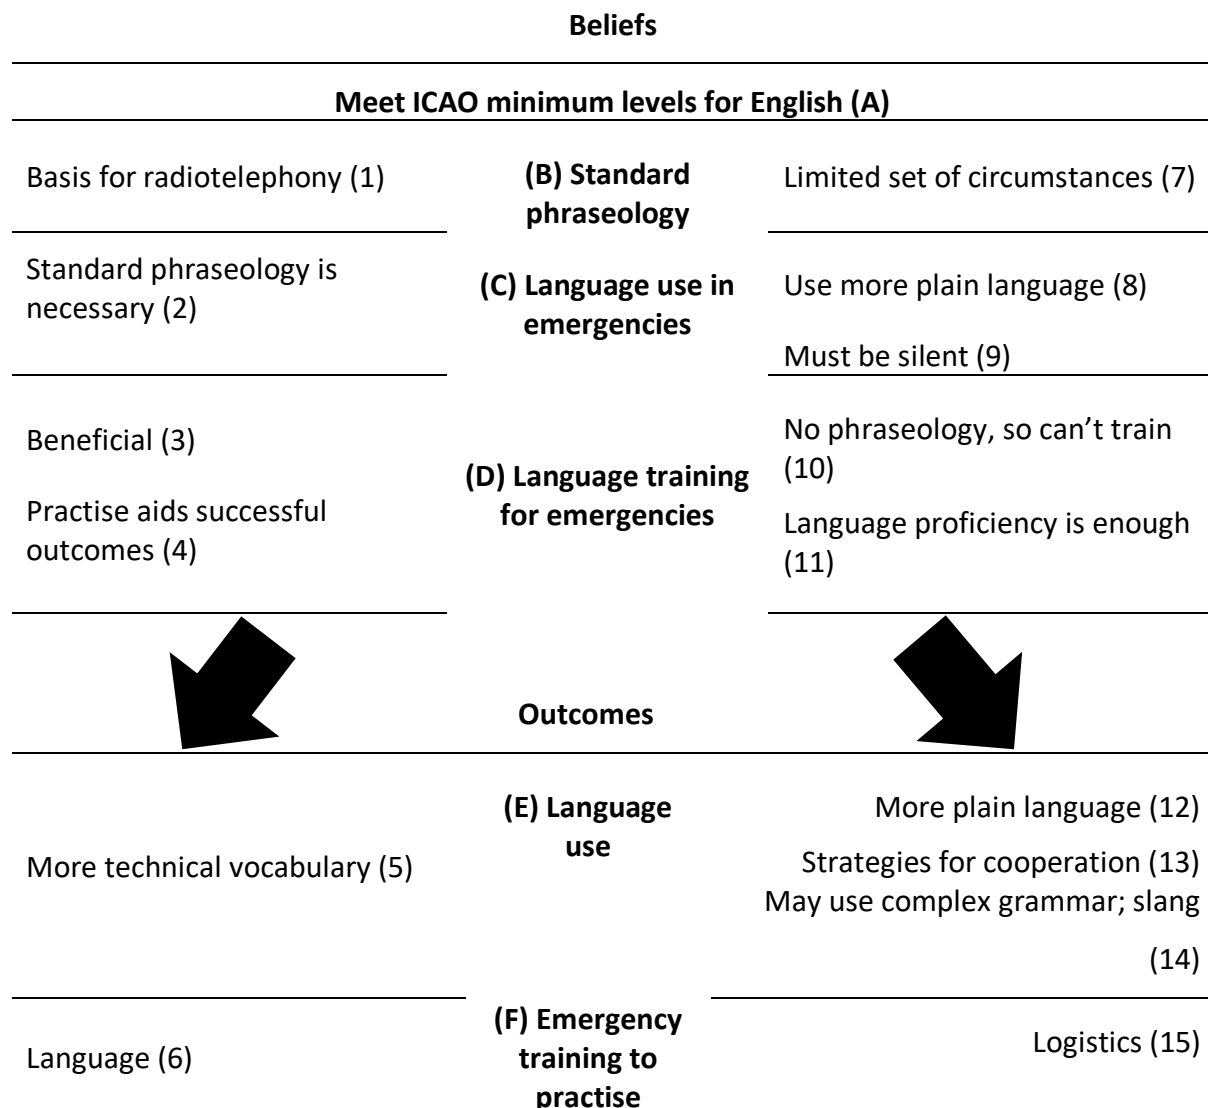 Beliefs
Meet ICAO minimum levels for English (A)
Basis for radiotelephony (1)
(B) Standard
phraseology
Limited set of circumstances (7)
Standard phraseology is
necessary (2)
(C) Language use in
emergencies
Use more plain language (8)
Must be silent (9)
Beneficial (3)
Practise aids successful
outcomes (4)
(D) Language training
for emergencies
No phraseology, so can’t train
(10)
Language proficiency is enough
(11)
Outcomes
More technical vocabulary (5)
(E) Language
use
More plain language (12)
Strategies for cooperation (13)
May use complex grammar; slang
(14)
Language (6)
(F) Emergency
training to
practise
Logistics (15)